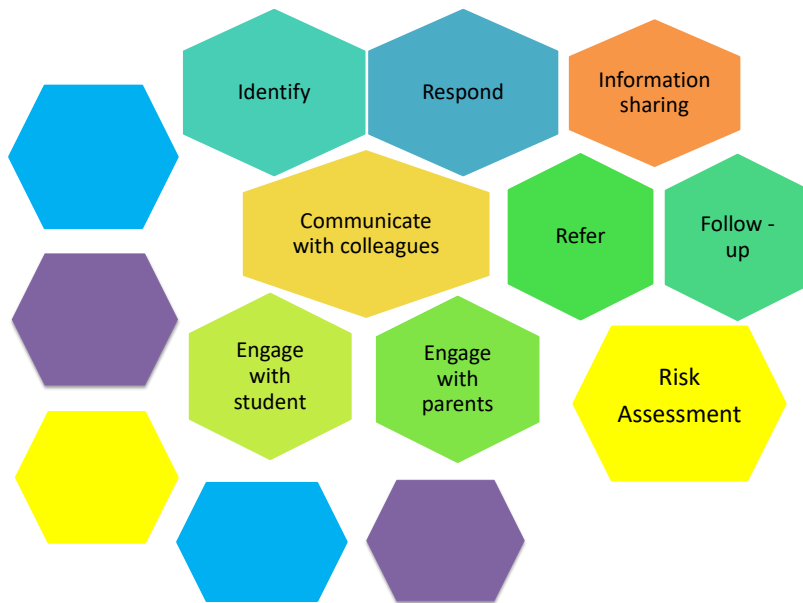 Identify
Respond
Information
sharing
Communicate
with colleagues
Refer
Follow -
up
Engage
with
student
Engage
with
parents
Risk
Assessment